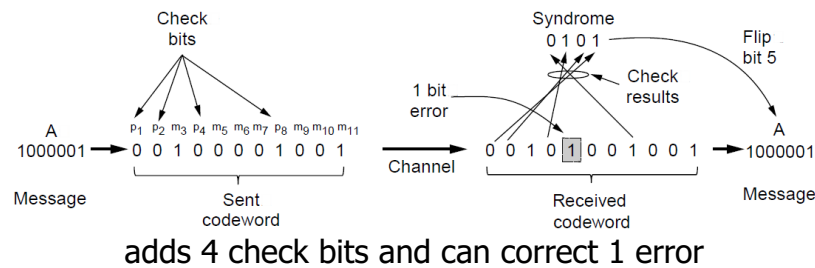 Check
bits
Syndrome
0 1 0 1
Flip
bit 5
1 bit
error
Check
results
A
1000001
Message
p1 p2 m3 p4 m5 m6 m7 p8 m9 m10 m11
0 0 1 0 0 0 0 1 0 0 1
Sent
codeword
Channel
0 0 1 0 1 0 0 1 0 0 1
Received
codeword
A
1000001
Message
adds 4 check bits and can correct 1 error